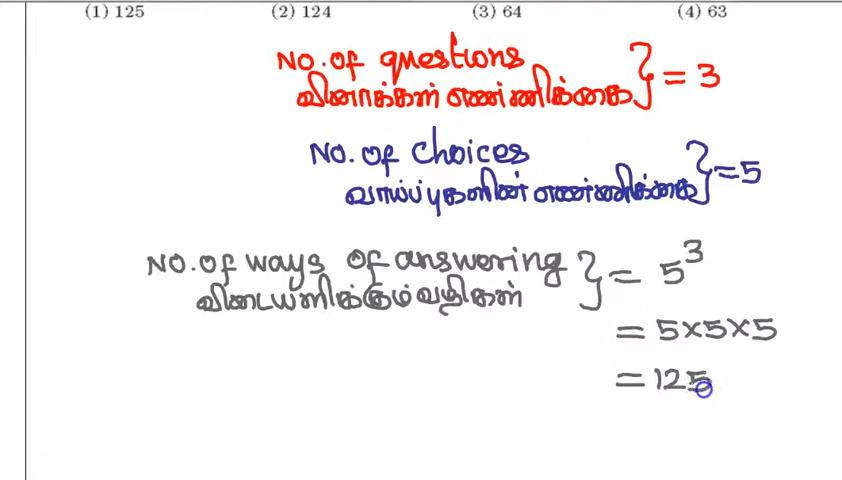 (1) 125 (2) 124 (3) 64 (4) 63
No. of questions
வினாக்கள் எண்ணிக்கை } = 3
No. of choices
வாய்ப்புகளின் எண்ணிக்கை } = 5
No. of ways of answering
விடையளிக்கும் வழிகள் } = 5³
= 5×5×5
= 125